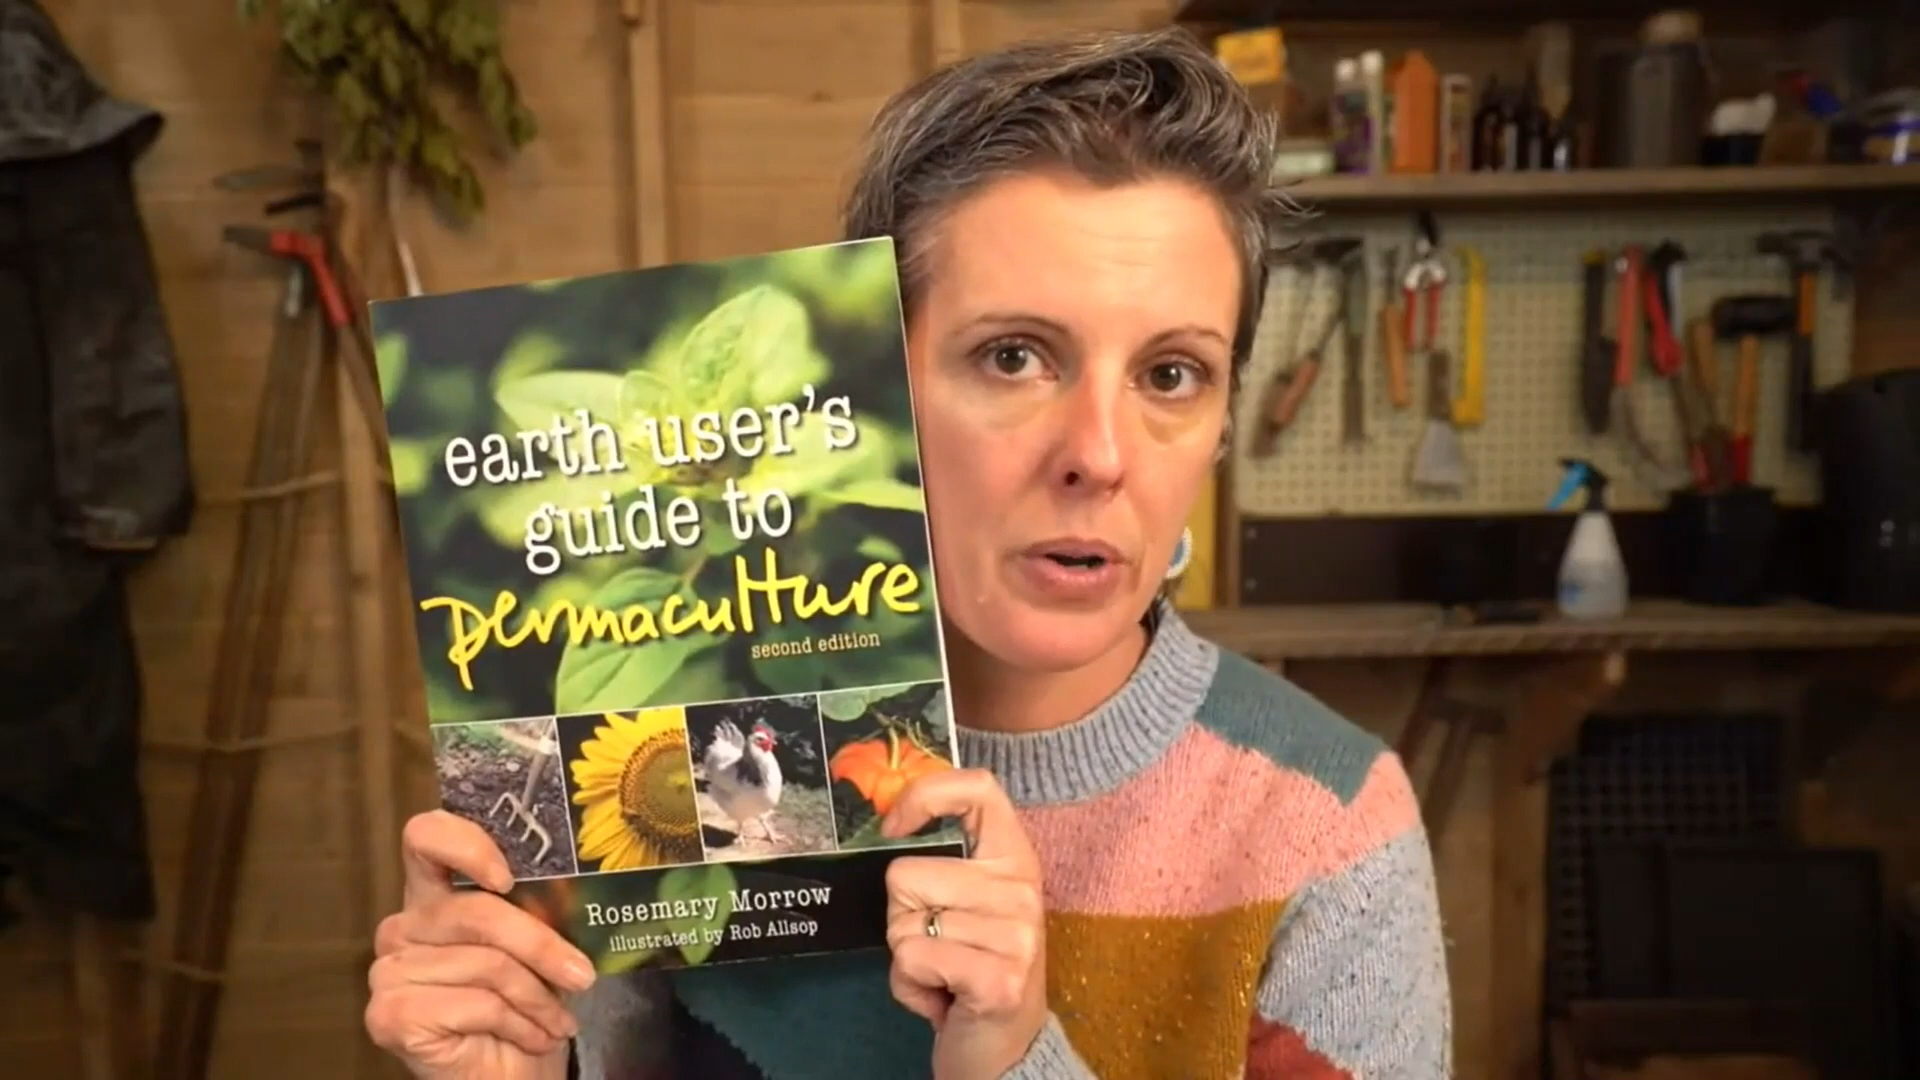 earth user's
guide to
permaculture
second edition
Rosemary Morrow
illustrated by Rob Allsop